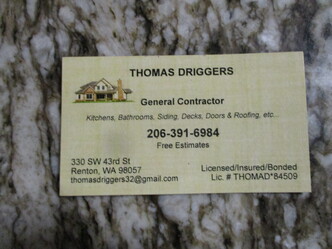 THOMAS DRIGGERS
General Contractor
Kitchens, Bathrooms, Siding, Decks, Doors & Roofing, etc...
206-391-6984
Free Estimates
330 SW 43rd St
Renton, WA 98057
thomasdriggers32@gmail.com
Licensed/Insured/Bonded
Lic. # THOMAD*84509